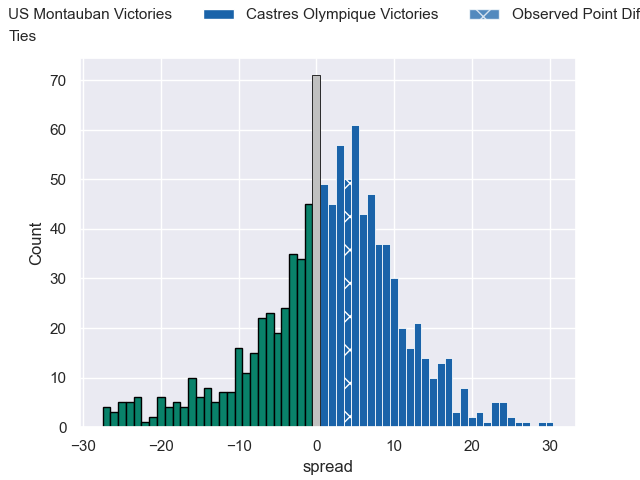 US Montauban Victories Castres Olympique Victories Observed Point Dif
Ties
70
60
50
40
30
20
10
0
Count
−30 −20 −10 0 10 20 30
spread